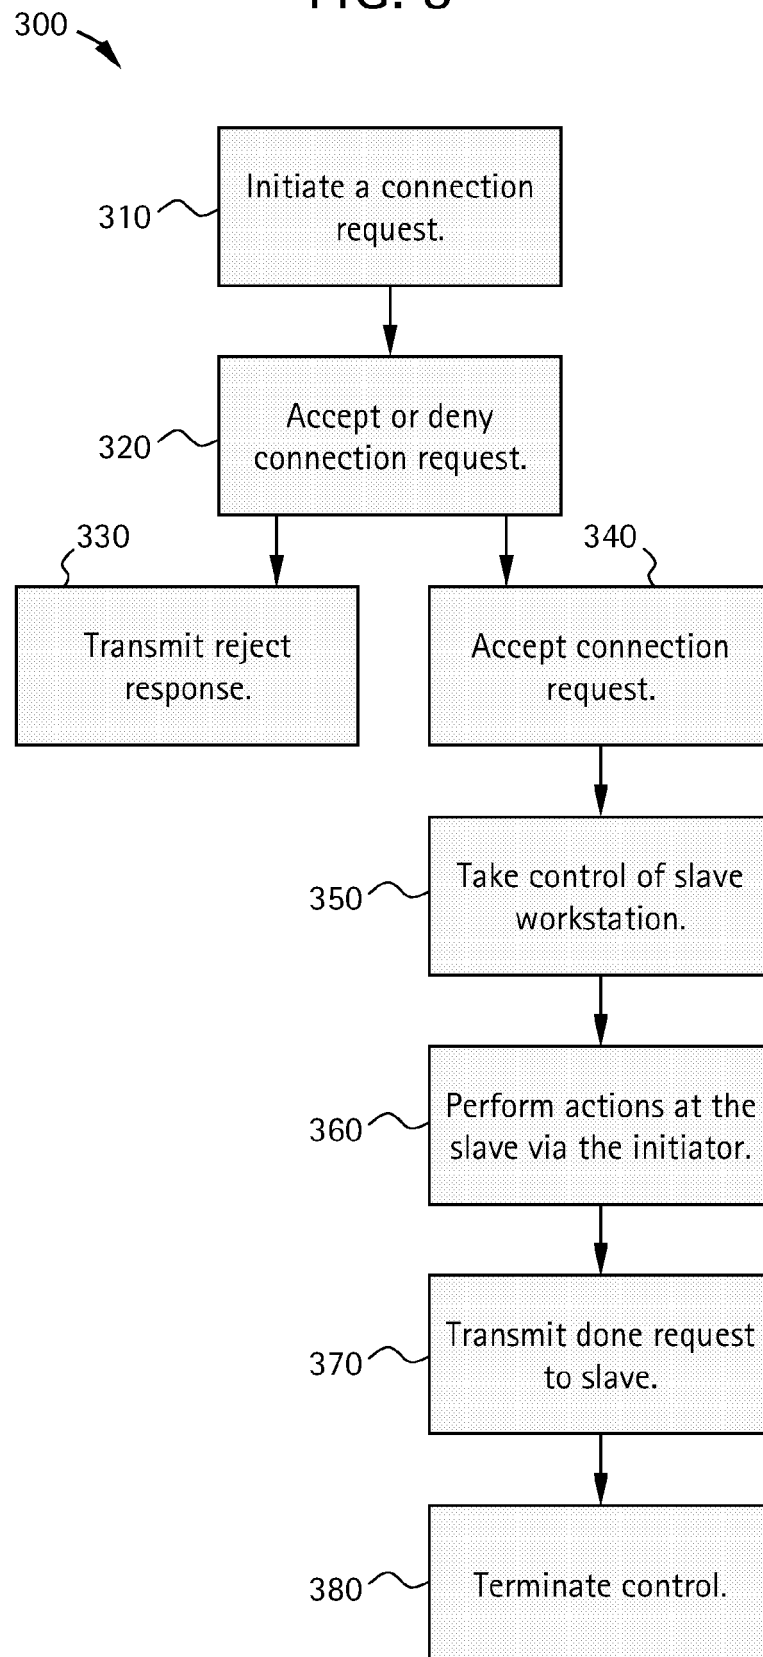 300
310
Initiate a connection
request.
320
Accept or deny
connection request.
330
340
Transmit reject
response.
Accept connection
request.
350
Take control of slave
workstation.
360
Perform actions at the
slave via the initiator.
370
Transmit done request
to slave.
380
Terminate control.